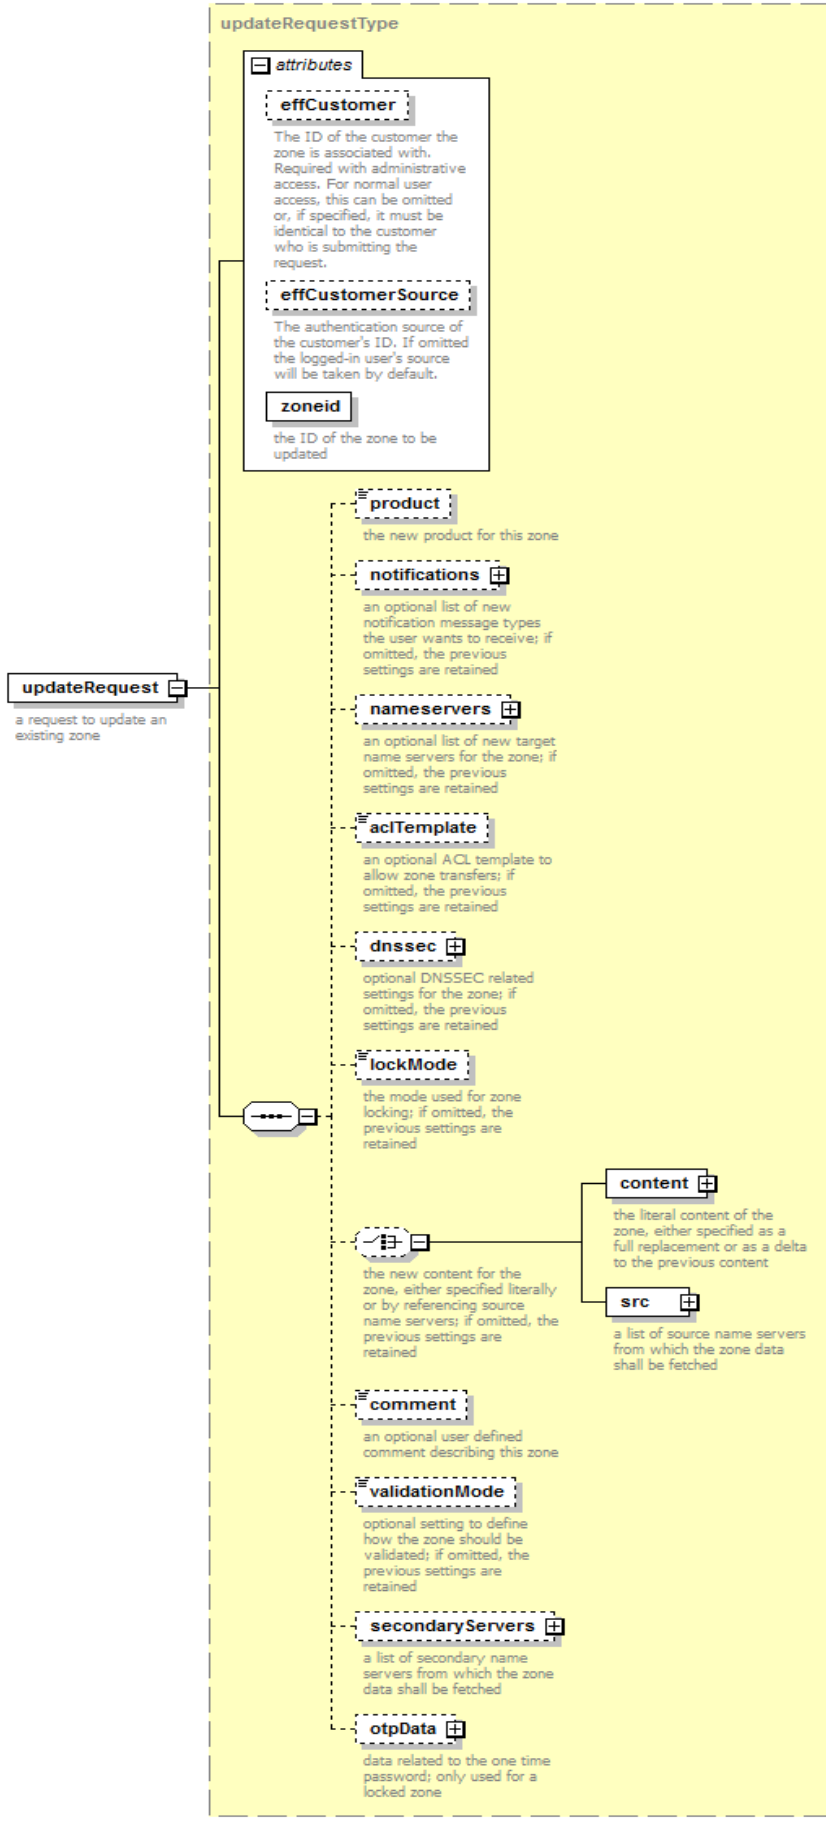 updateRequestType
attributes
effCustomer
The ID of the customer the
zone is associated with.
Required with administrative
access. For normal user
access, this can be omitted
or, if specified, it must be
identical to the customer
who is submitting the
request.
effCustomerSource
The authentication source of
the customer's ID. If omitted
the logged-in user's source
will be taken by default.
zoneid
the ID of the zone to be
updated
product
the new product for this zone
notifications
an optional list of new
notification message types
the user wants to receive; if
omitted, the previous
settings are retained
updateRequest
a request to update an
existing zone
nameservers
an optional list of new target
name servers for the zone; if
omitted, the previous
settings are retained
aclTemplate
an optional ACL template to
allow zone transfers; if
omitted, the previous
settings are retained
dnssec
optional DNSSEC related
settings for the zone; if
omitted, the previous
settings are retained
lockMode
the mode used for zone
locking; if omitted, the
previous settings are
retained
the new content for the
zone, either specified literally
or by referencing source
name servers; if omitted, the
previous settings are
retained
content
the literal content of the
zone, either specified as a
full replacement or as a delta
to the previous content
src
a list of source name servers
from which the zone data
shall be fetched
comment
an optional user defined
comment describing this zone
validationMode
optional setting to define
how the zone should be
validated; if omitted, the
previous settings are
retained
secondaryServers
a list of secondary name
servers from which the zone
data shall be fetched
otpData
data related to the one time
password; only used for a
locked zone